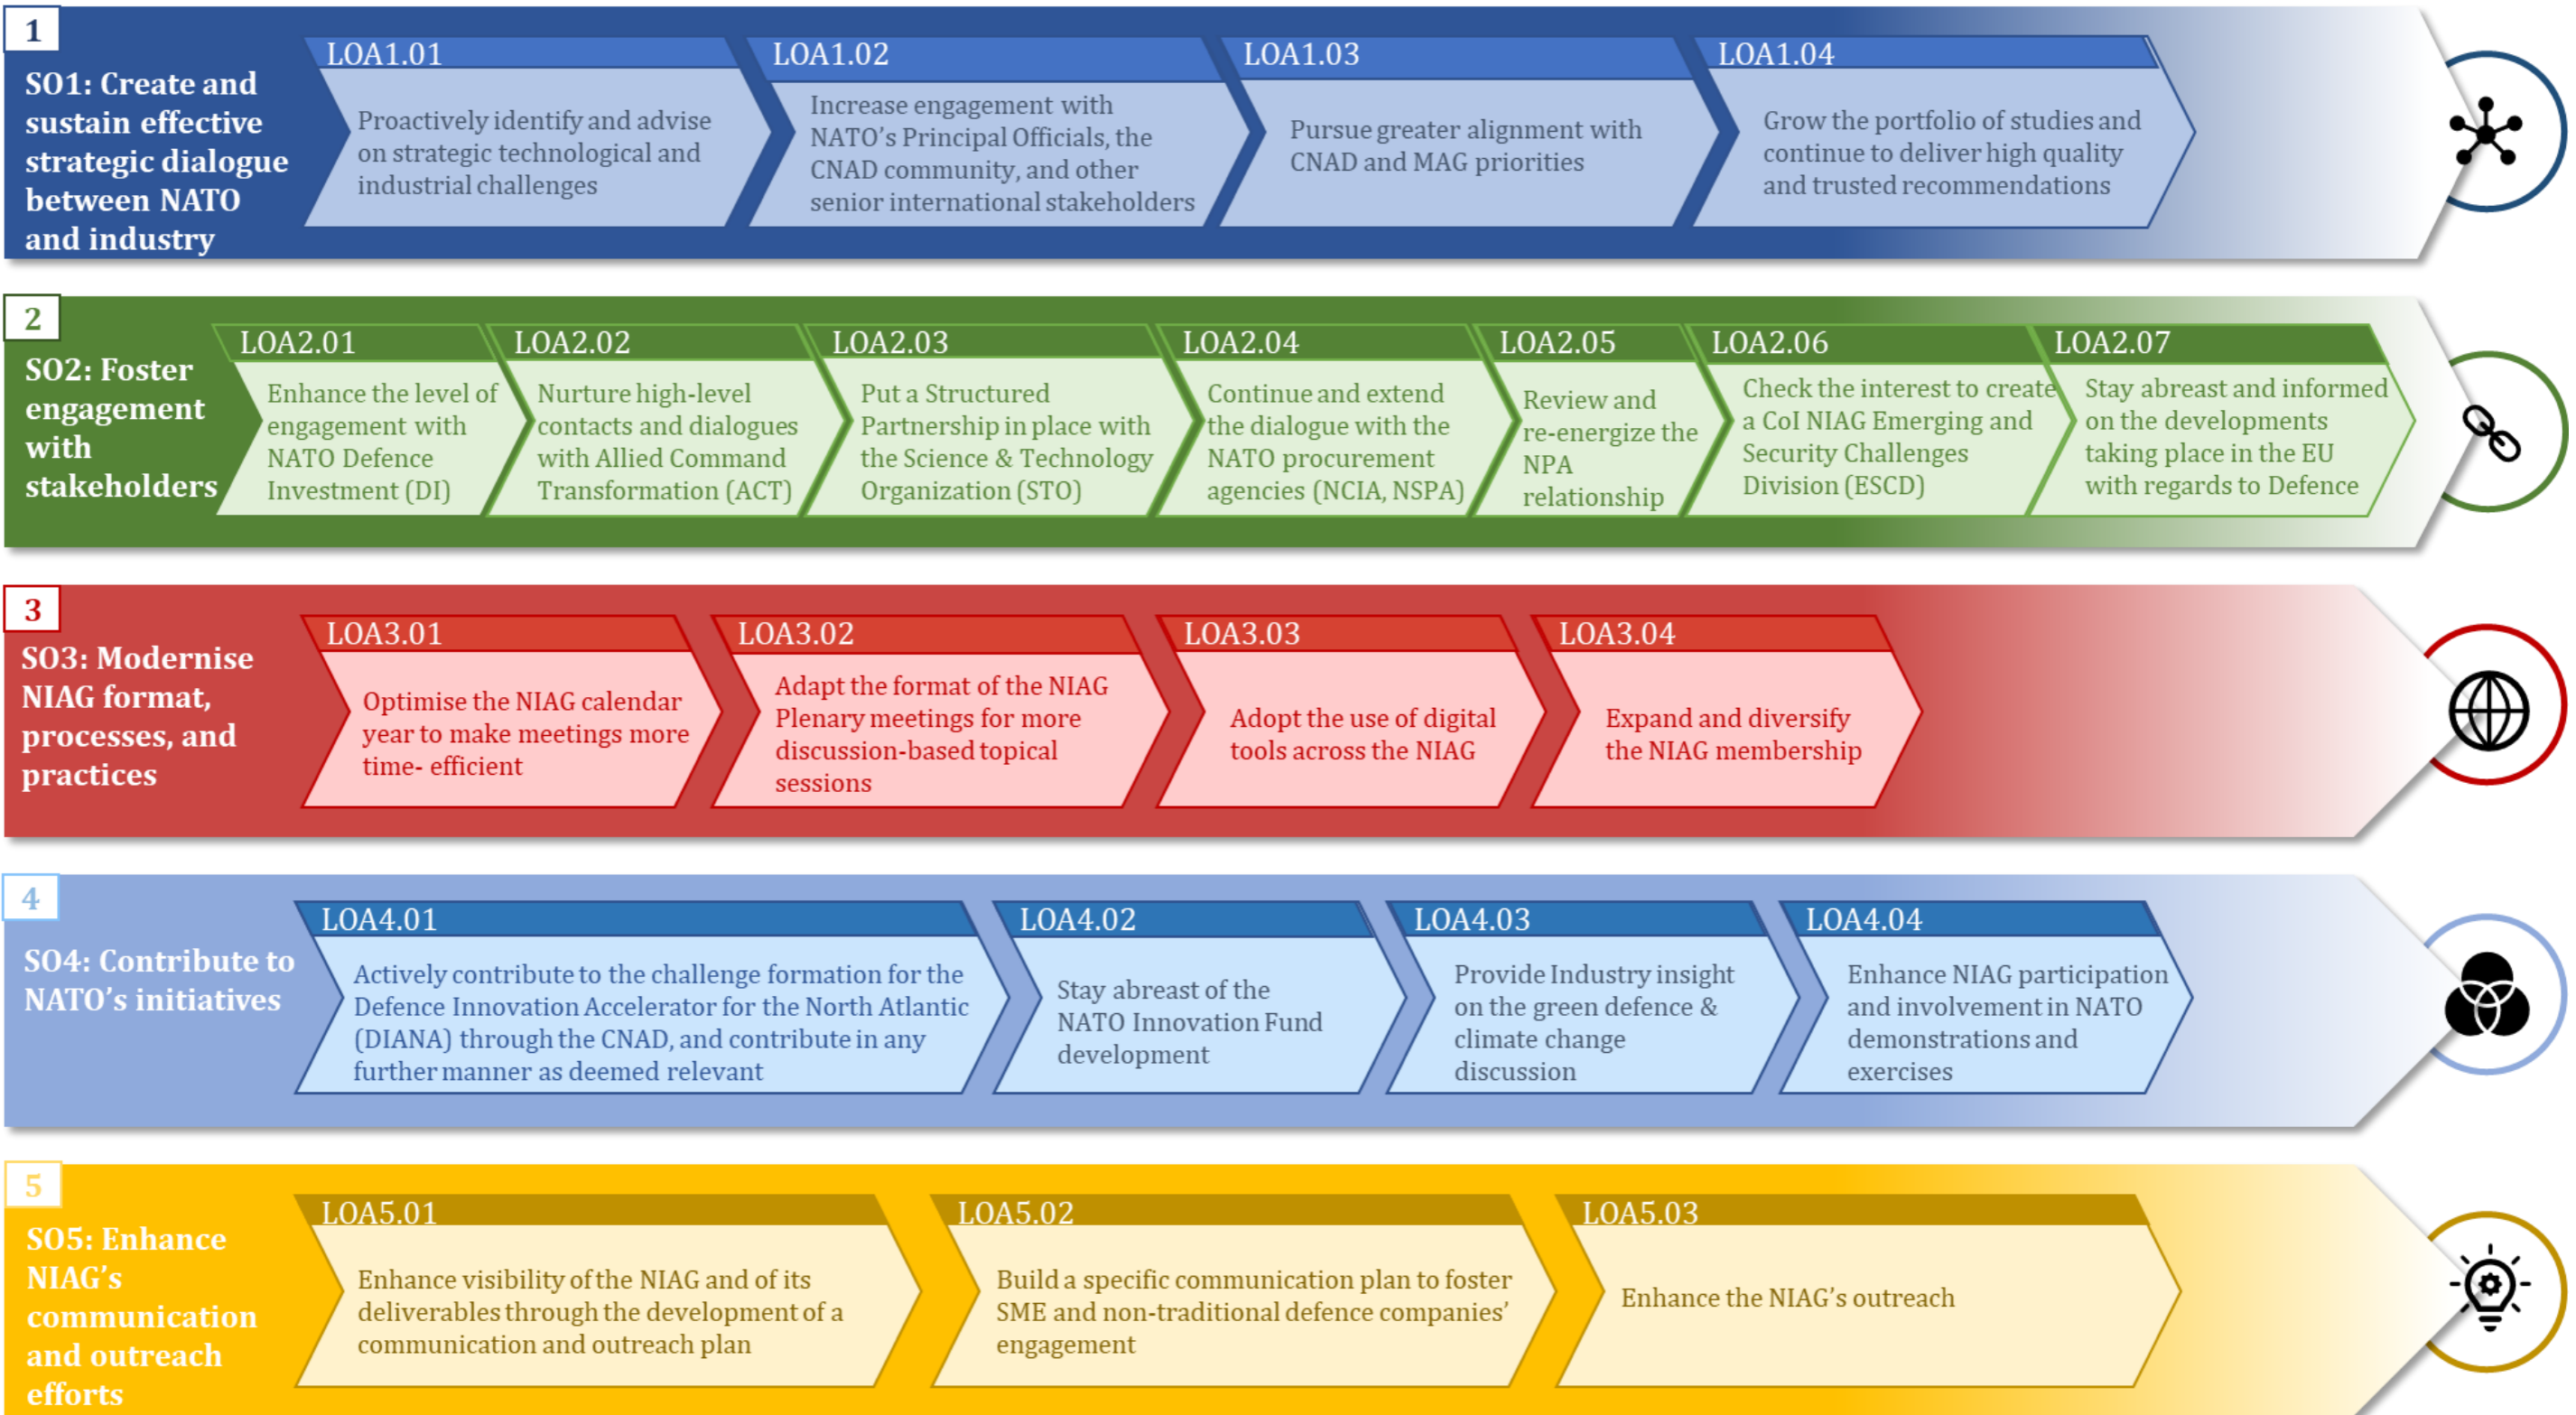 1
SO1: Create and
sustain effective
strategic dialogue
between NATO
and industry
LOA1.01
Proactively identify and advise
on strategic technological and
industrial challenges
LOA1.02
Increase engagement with
NATO's Principal Officials, the
CNAD community, and other
senior international stakeholders
LOA1.03
Pursue greater alignment with
CNAD and MAG priorities
LOA1.04
Grow the portfolio of studies and
continue to deliver high quality
and trusted recommendations
2
SO2: Foster
engagement
with
stakeholders
LOA2.01
Enhance the level of
engagement with
NATO Defence
Investment (DI)
LOA2.02
Nurture high-level
contacts and dialogues
with Allied Command
Transformation (ACT)
LOA2.03
Put a Structured
Partnership in place with
the Science & Technology
Organization (STO)
LOA2.04
Continue and extend
the dialogue with the
NATO procurement
agencies (NCIA, NSPA)
LOA2.05
Review and
re-energize the
NPA
relationship
LOA2.06
Check the interest to create
a CoI NIAG Emerging and
Security Challenges
Division (ESCD)
LOA2.07
Stay abreast and informed
on the developments
taking place in the EU
with regards to Defence
3
SO3: Modernise
NIAG format,
processes, and
practices
LOA3.01
Optimise the NIAG calendar
year to make meetings more
time- efficient
LOA3.02
Adapt the format of the NIAG
Plenary meetings for more
discussion-based topical
sessions
LOA3.03
Adopt the use of digital
tools across the NIAG
LOA3.04
Expand and diversify
the NIAG membership
4
SO4: Contribute to
NATO's initiatives
LOA4.01
Actively contribute to the challenge formation for the
Defence Innovation Accelerator for the North Atlantic
(DIANA) through the CNAD, and contribute in any
further manner as deemed relevant
LOA4.02
Stay abreast of the
NATO Innovation Fund
development
LOA4.03
Provide Industry insight
on the green defence &
climate change
discussion
LOA4.04
Enhance NIAG participation
and involvement in NATO
demonstrations and
exercises
5
SO5: Enhance
NIAG's
communication
and outreach
efforts
LOA5.01
Enhance visibility of the NIAG and of its
deliverables through the development of a
communication and outreach plan
LOA5.02
Build a specific communication plan to foster
SME and non-traditional defence companies'
engagement
LOA5.03
Enhance the NIAG's outreach